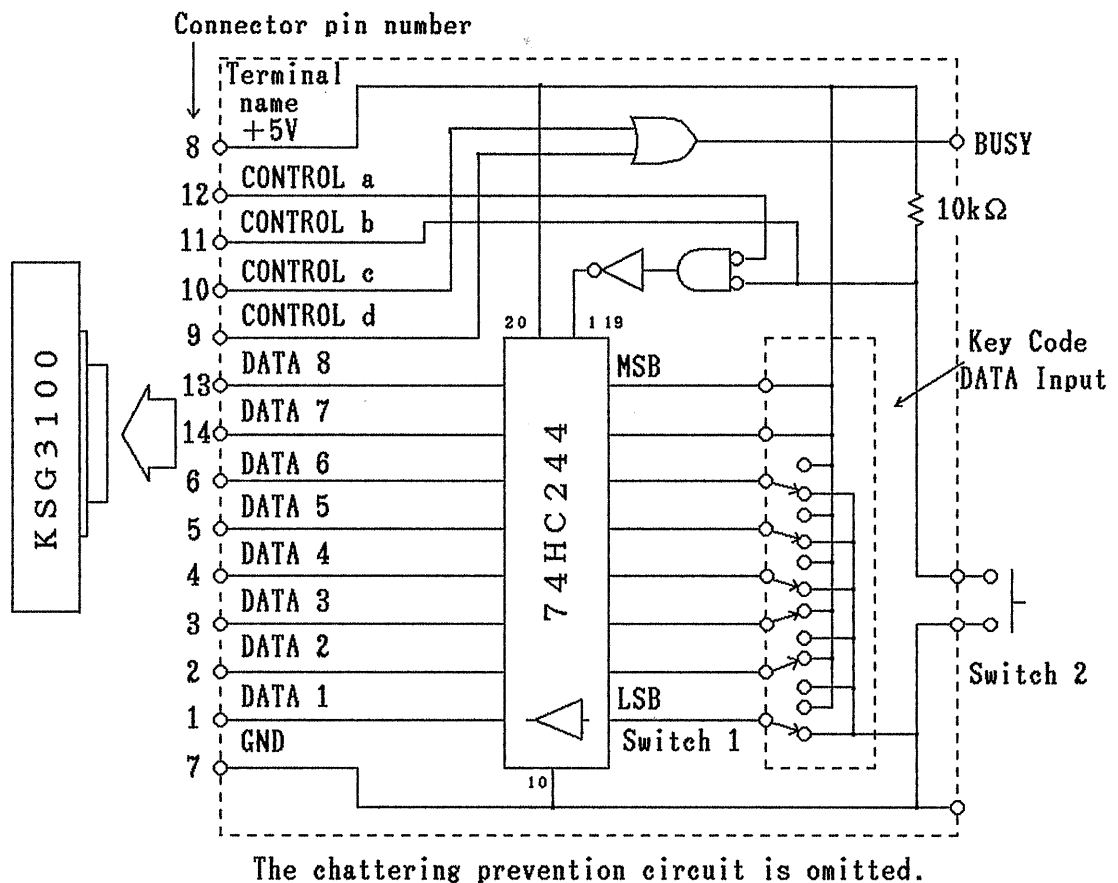 Connector pin number
Terminal
name
8 +5V
BUSY
12 CONTROL a
10kΩ
11 CONTROL b
10 CONTROL c
9 CONTROL d
20 1 19
Key Code
DATA Input
KSG3100
74HC244
13 DATA 8
MSB
14 DATA 7
6 DATA 6
5 DATA 5
4 DATA 4
3 DATA 3
2 DATA 2
Switch 2
1 DATA 1
LSB
Switch 1
7 GND
10
The chattering prevention circuit is omitted.